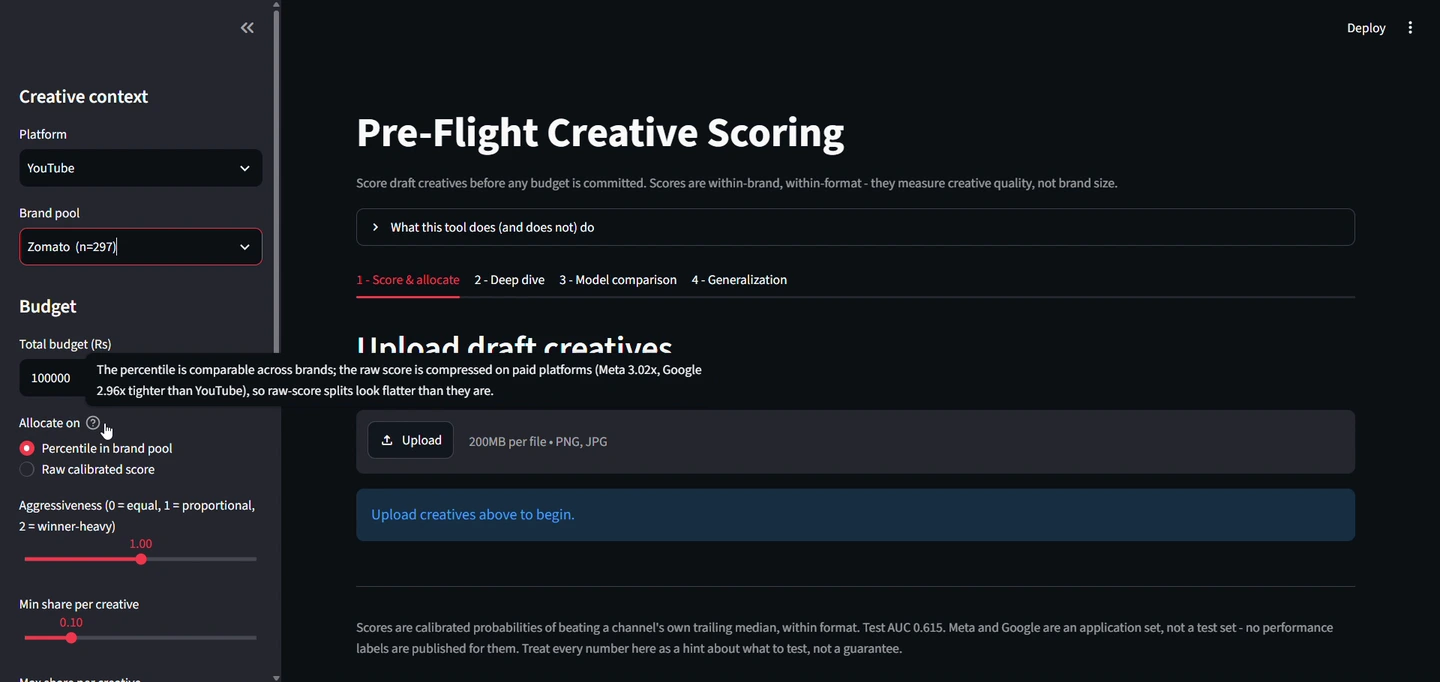 Deploy
Creative context
Platform
YouTube
Brand pool
Zomato (n=297)
Budget
Total budget (Rs)
100000
The percentile is comparable across brands; the raw score is compressed on paid platforms (Meta 3.02x, Google
2.96x tighter than YouTube), so raw-score splits look flatter than they are.
Allocate on
Percentile in brand pool
Raw calibrated score
Aggressiveness (0 = equal, 1 = proportional,
2 = winner-heavy)
1.00
Min share per creative
0.10
Max share per creative
Pre-Flight Creative Scoring
Score draft creatives before any budget is committed. Scores are within-brand, within-format - they measure creative quality, not brand size.
What this tool does (and does not) do
1 - Score & allocate 2 - Deep dive 3 - Model comparison 4 - Generalization
Upload draft creatives
Upload 200MB per file • PNG, JPG
Upload creatives above to begin.
Scores are calibrated probabilities of beating a channel's own trailing median, within format. Test AUC 0.615. Meta and Google are an application set, not a test set - no performance
labels are published for them. Treat every number here as a hint about what to test, not a guarantee.